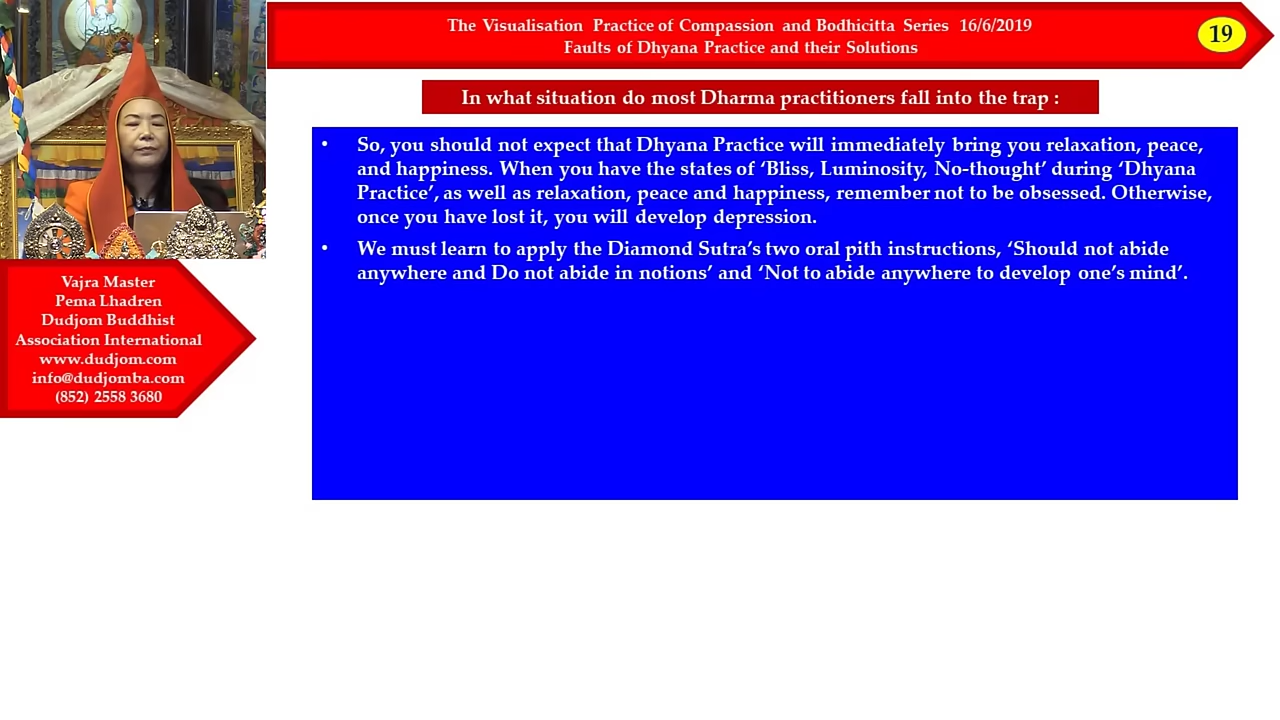 The Visualisation Practice of Compassion and Bodhicitta Series 16/6/2019
Faults of Dhyana Practice and their Solutions
19
In what situation do most Dharma practitioners fall into the trap :
• So, you should not expect that Dhyana Practice will immediately bring you relaxation, peace,
and happiness. When you have the states of ‘Bliss, Luminosity, No-thought’ during ‘Dhyana
Practice’, as well as relaxation, peace and happiness, remember not to be obsessed. Otherwise,
once you have lost it, you will develop depression.
• We must learn to apply the Diamond Sutra’s two oral pith instructions, ‘Should not abide
anywhere and Do not abide in notions’ and ‘Not to abide anywhere to develop one’s mind’.
Vajra Master
Pema Lhadren
Dudjom Buddhist
Association International
www.dudjom.com
info@dudjomba.com
(852) 2558 3680